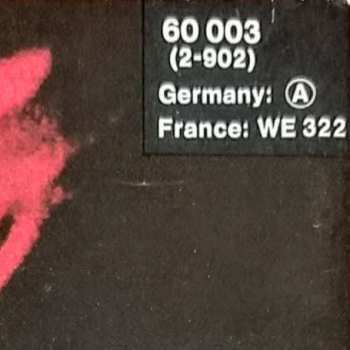 60 003
(2-902)
Germany: Ⓐ
France: WE 322